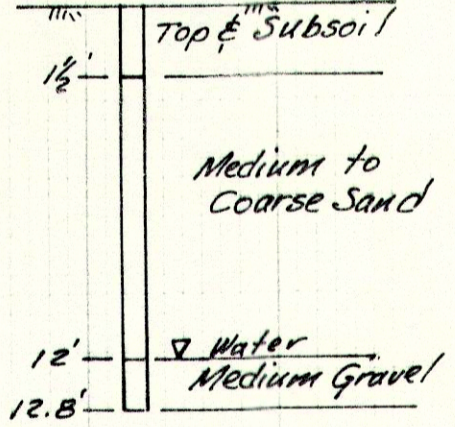 Top & Subsoil
1½'
Medium to
Coarse Sand
12' ∇ Water
Medium Gravel
12.8'